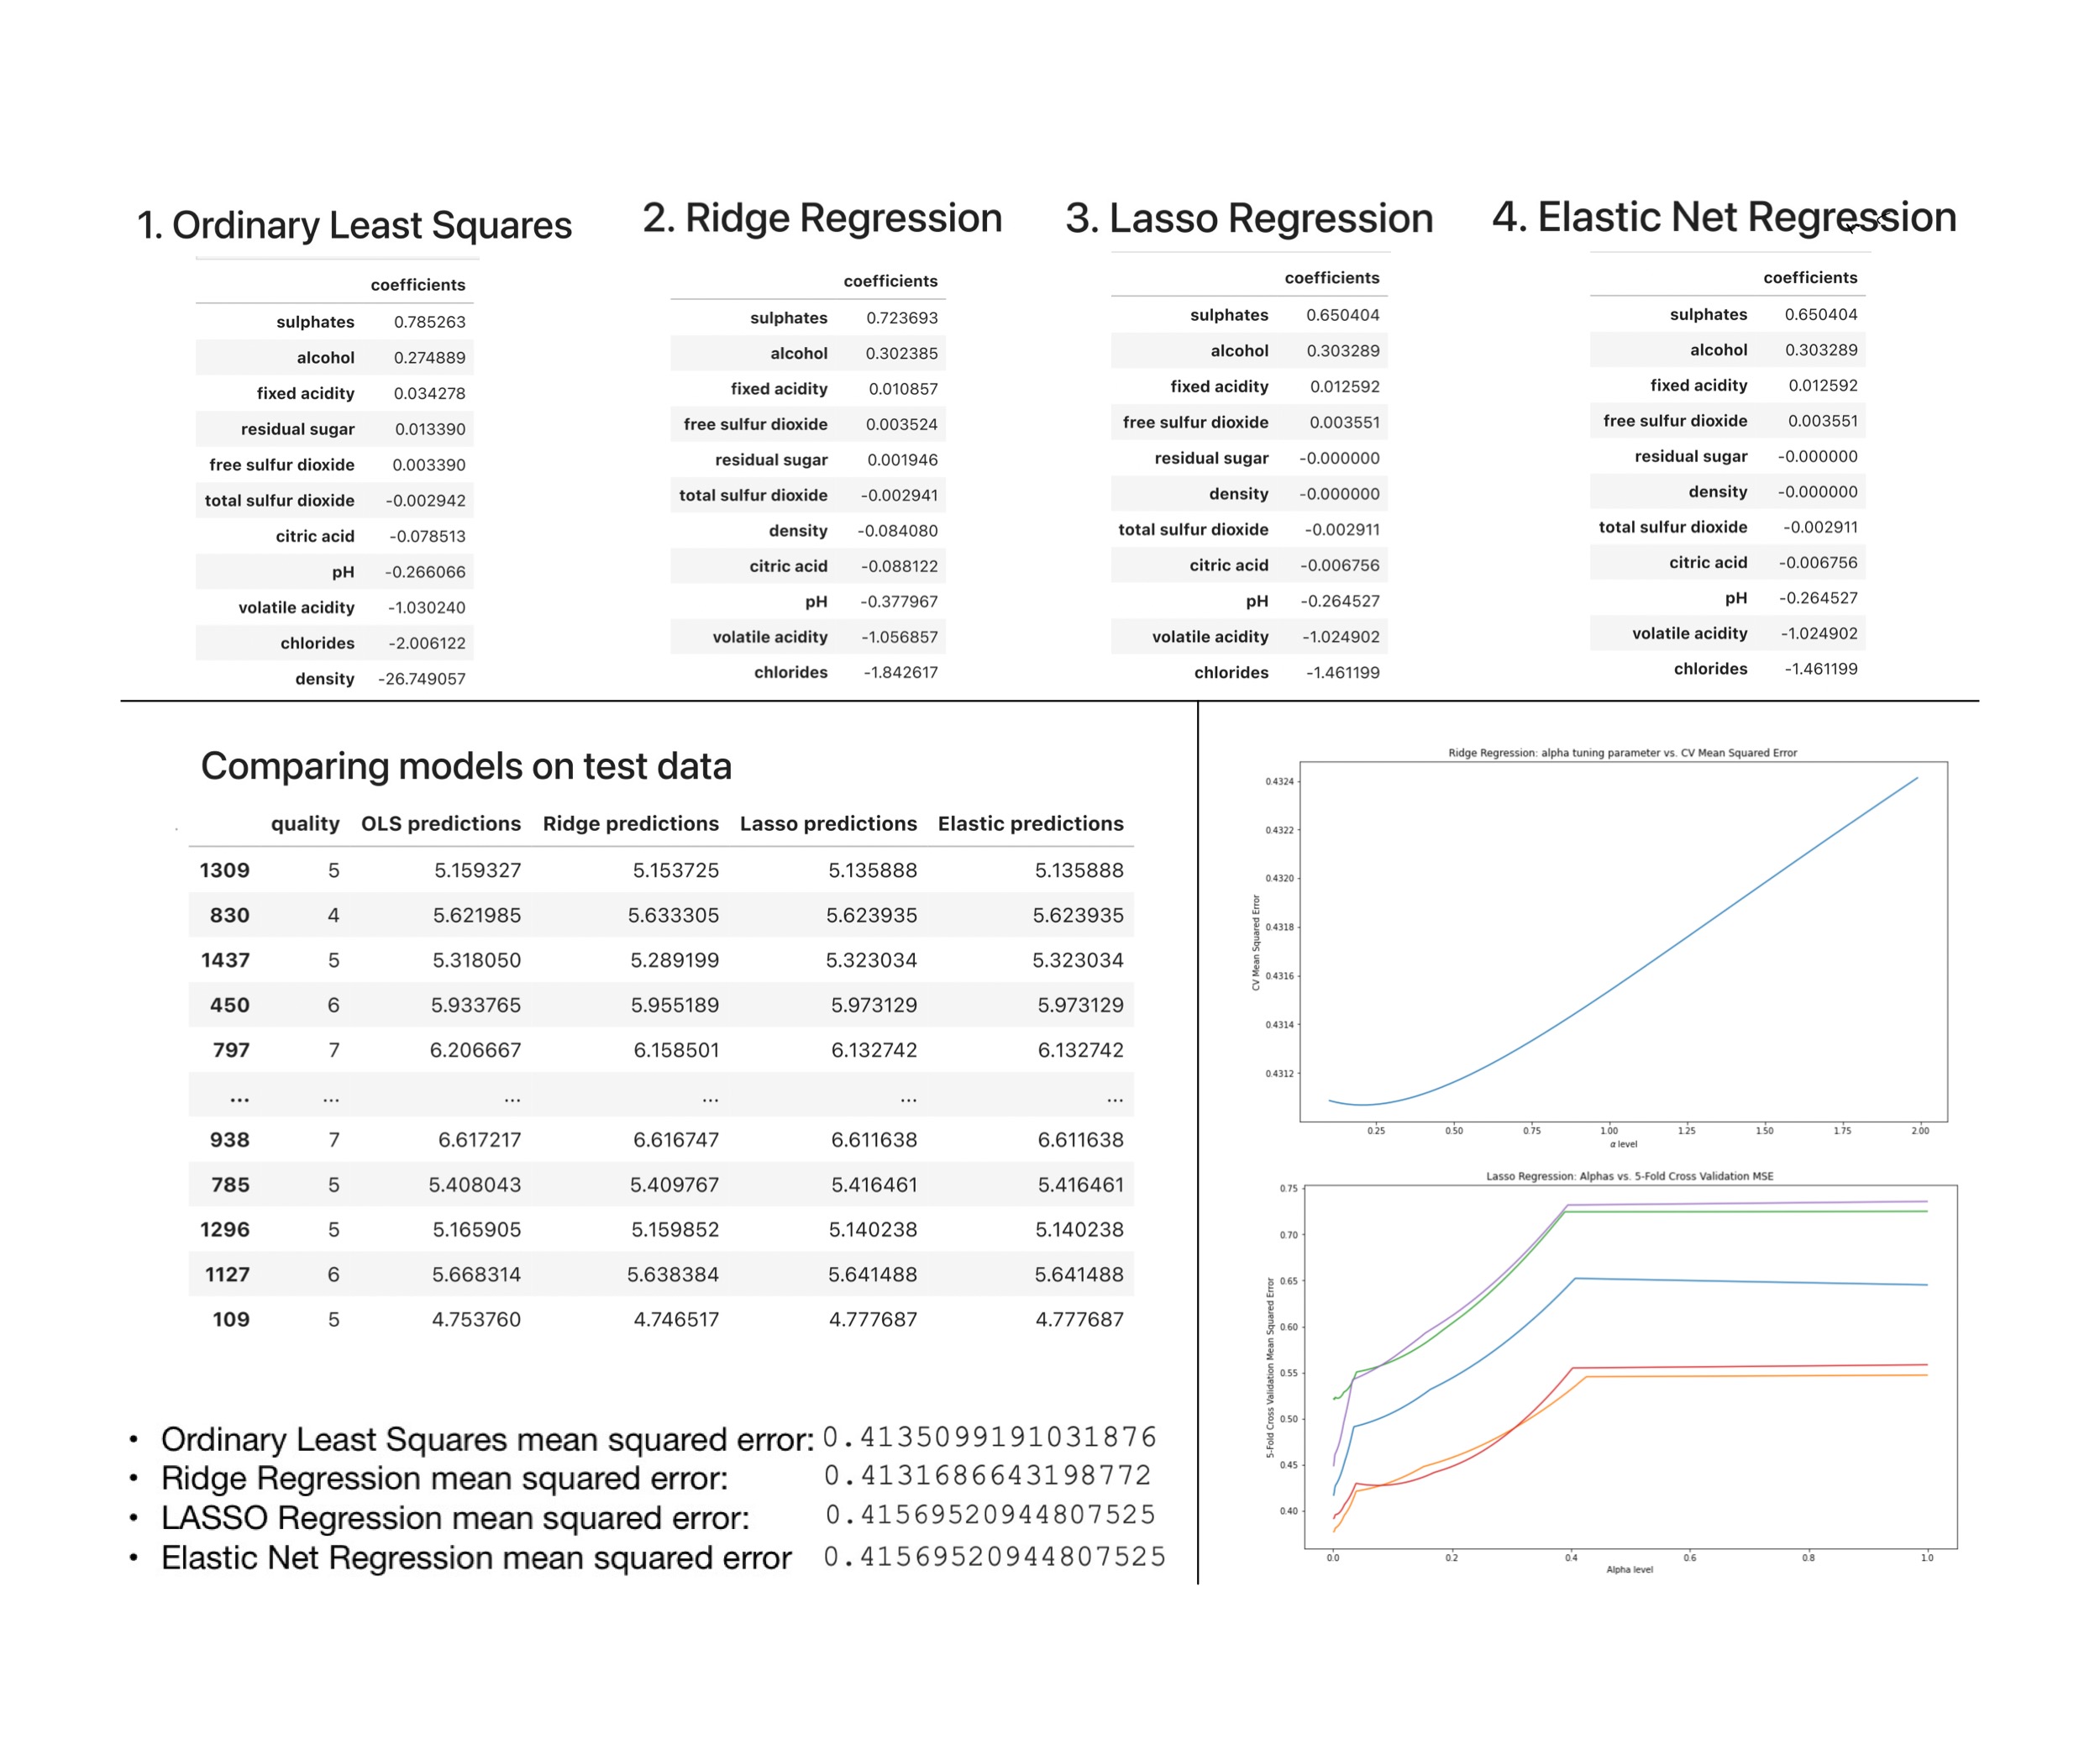 1. Ordinary Least Squares
coefficients
sulphates 0.785263
alcohol 0.274889
fixed acidity 0.034278
residual sugar 0.013390
free sulfur dioxide 0.003390
total sulfur dioxide -0.002942
citric acid -0.078513
pH -0.266066
volatile acidity -1.030240
chlorides -2.006122
density -26.749057
2. Ridge Regression
coefficients
sulphates 0.723693
alcohol 0.302385
fixed acidity 0.010857
free sulfur dioxide 0.003524
residual sugar 0.001946
total sulfur dioxide -0.002941
density -0.084080
citric acid -0.088122
pH -0.377967
volatile acidity -1.056857
chlorides -1.842617
3. Lasso Regression
coefficients
sulphates 0.650404
alcohol 0.303289
fixed acidity 0.012592
free sulfur dioxide 0.003551
residual sugar -0.000000
density -0.000000
total sulfur dioxide -0.002911
citric acid -0.006756
pH -0.264527
volatile acidity -1.024902
chlorides -1.461199
4. Elastic Net Regression
coefficients
sulphates 0.650404
alcohol 0.303289
fixed acidity 0.012592
free sulfur dioxide 0.003551
residual sugar -0.000000
density -0.000000
total sulfur dioxide -0.002911
citric acid -0.006756
pH -0.264527
volatile acidity -1.024902
chlorides -1.461199
Comparing models on test data
quality OLS predictions Ridge predictions Lasso predictions Elastic predictions
1309 5 5.159327 5.153725 5.135888 5.135888
830 4 5.621985 5.633305 5.623935 5.623935
1437 5 5.318050 5.289199 5.323034 5.323034
450 6 5.933765 5.955189 5.973129 5.973129
797 7 6.206667 6.158501 6.132742 6.132742
... ... ... ... ... ...
938 7 6.617217 6.616747 6.611638 6.611638
785 5 5.408043 5.409767 5.416461 5.416461
1296 5 5.165905 5.159852 5.140238 5.140238
1127 6 5.668314 5.638384 5.641488 5.641488
109 5 4.753760 4.746517 4.777687 4.777687
• Ordinary Least Squares mean squared error: 0.4135099191031876
• Ridge Regression mean squared error: 0.4131686643198772
• LASSO Regression mean squared error: 0.41569520944807525
• Elastic Net Regression mean squared error 0.41569520944807525
Ridge Regression: alpha tuning parameter vs. CV Mean Squared Error
CV Mean Squared Error
0.4324
0.4322
0.4320
0.4318
0.4316
0.4314
0.4312
0.25 0.50 0.75 1.00 1.25 1.50 1.75 2.00
α level
Lasso Regression: Alphas vs. 5-Fold Cross Validation MSE
5-Fold Cross Validation Mean Squared Error
0.75
0.70
0.65
0.60
0.55
0.50
0.45
0.40
0.0 0.2 0.4 0.6 0.8 1.0
Alpha level